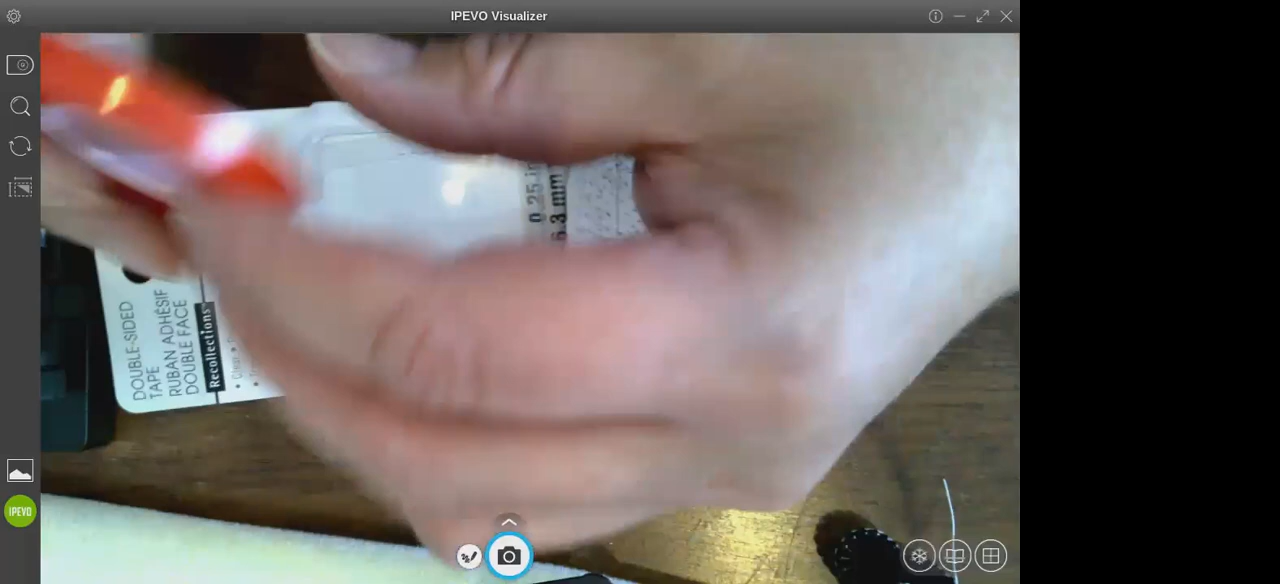 IPEVO Visualizer
0.25 in
6.3 mm
DOUBLE-SIDED
TAPE
RUBAN ADHÉSIF
DOUBLE FACE
Recollections
IPEVO